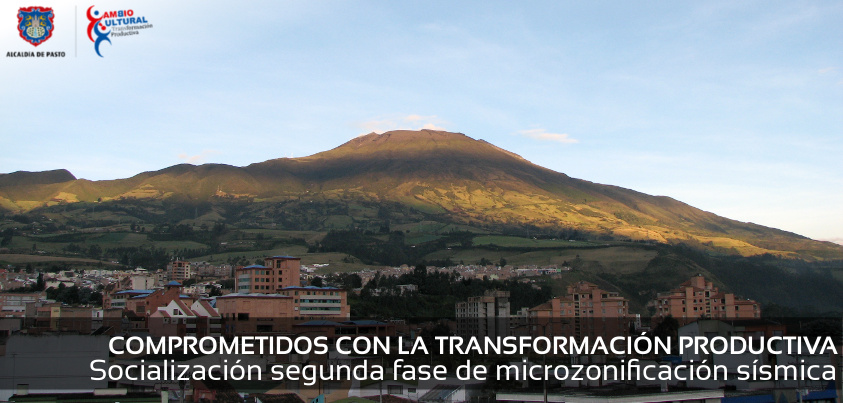 ALCALDÍA DE PASTO
CAMBIO
CULTURAL
Transformación
Productiva
COMPROMETIDOS CON LA TRANSFORMACIÓN PRODUCTIVA
Socialización segunda fase de microzonificación sísmica